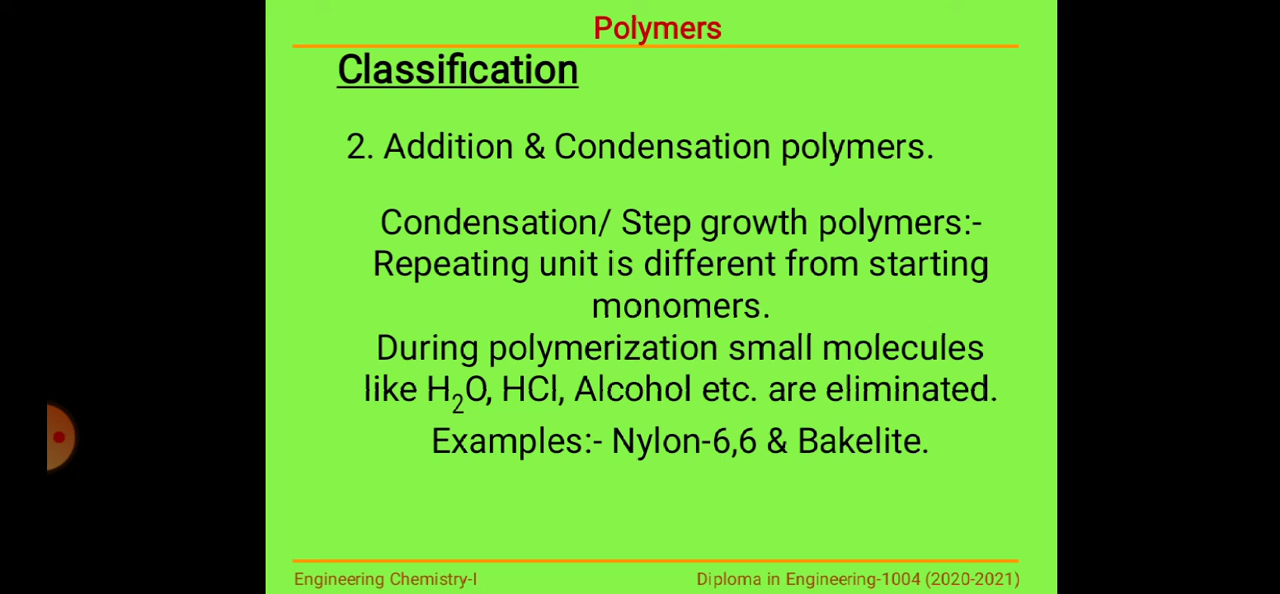 Polymers
Classification
2. Addition & Condensation polymers.
Condensation/ Step growth polymers:-
Repeating unit is different from starting
monomers.
During polymerization small molecules
like H₂O, HCl, Alcohol etc. are eliminated.
Examples:- Nylon-6,6 & Bakelite.
Engineering Chemistry-I
Diploma in Engineering-1004 (2020-2021)